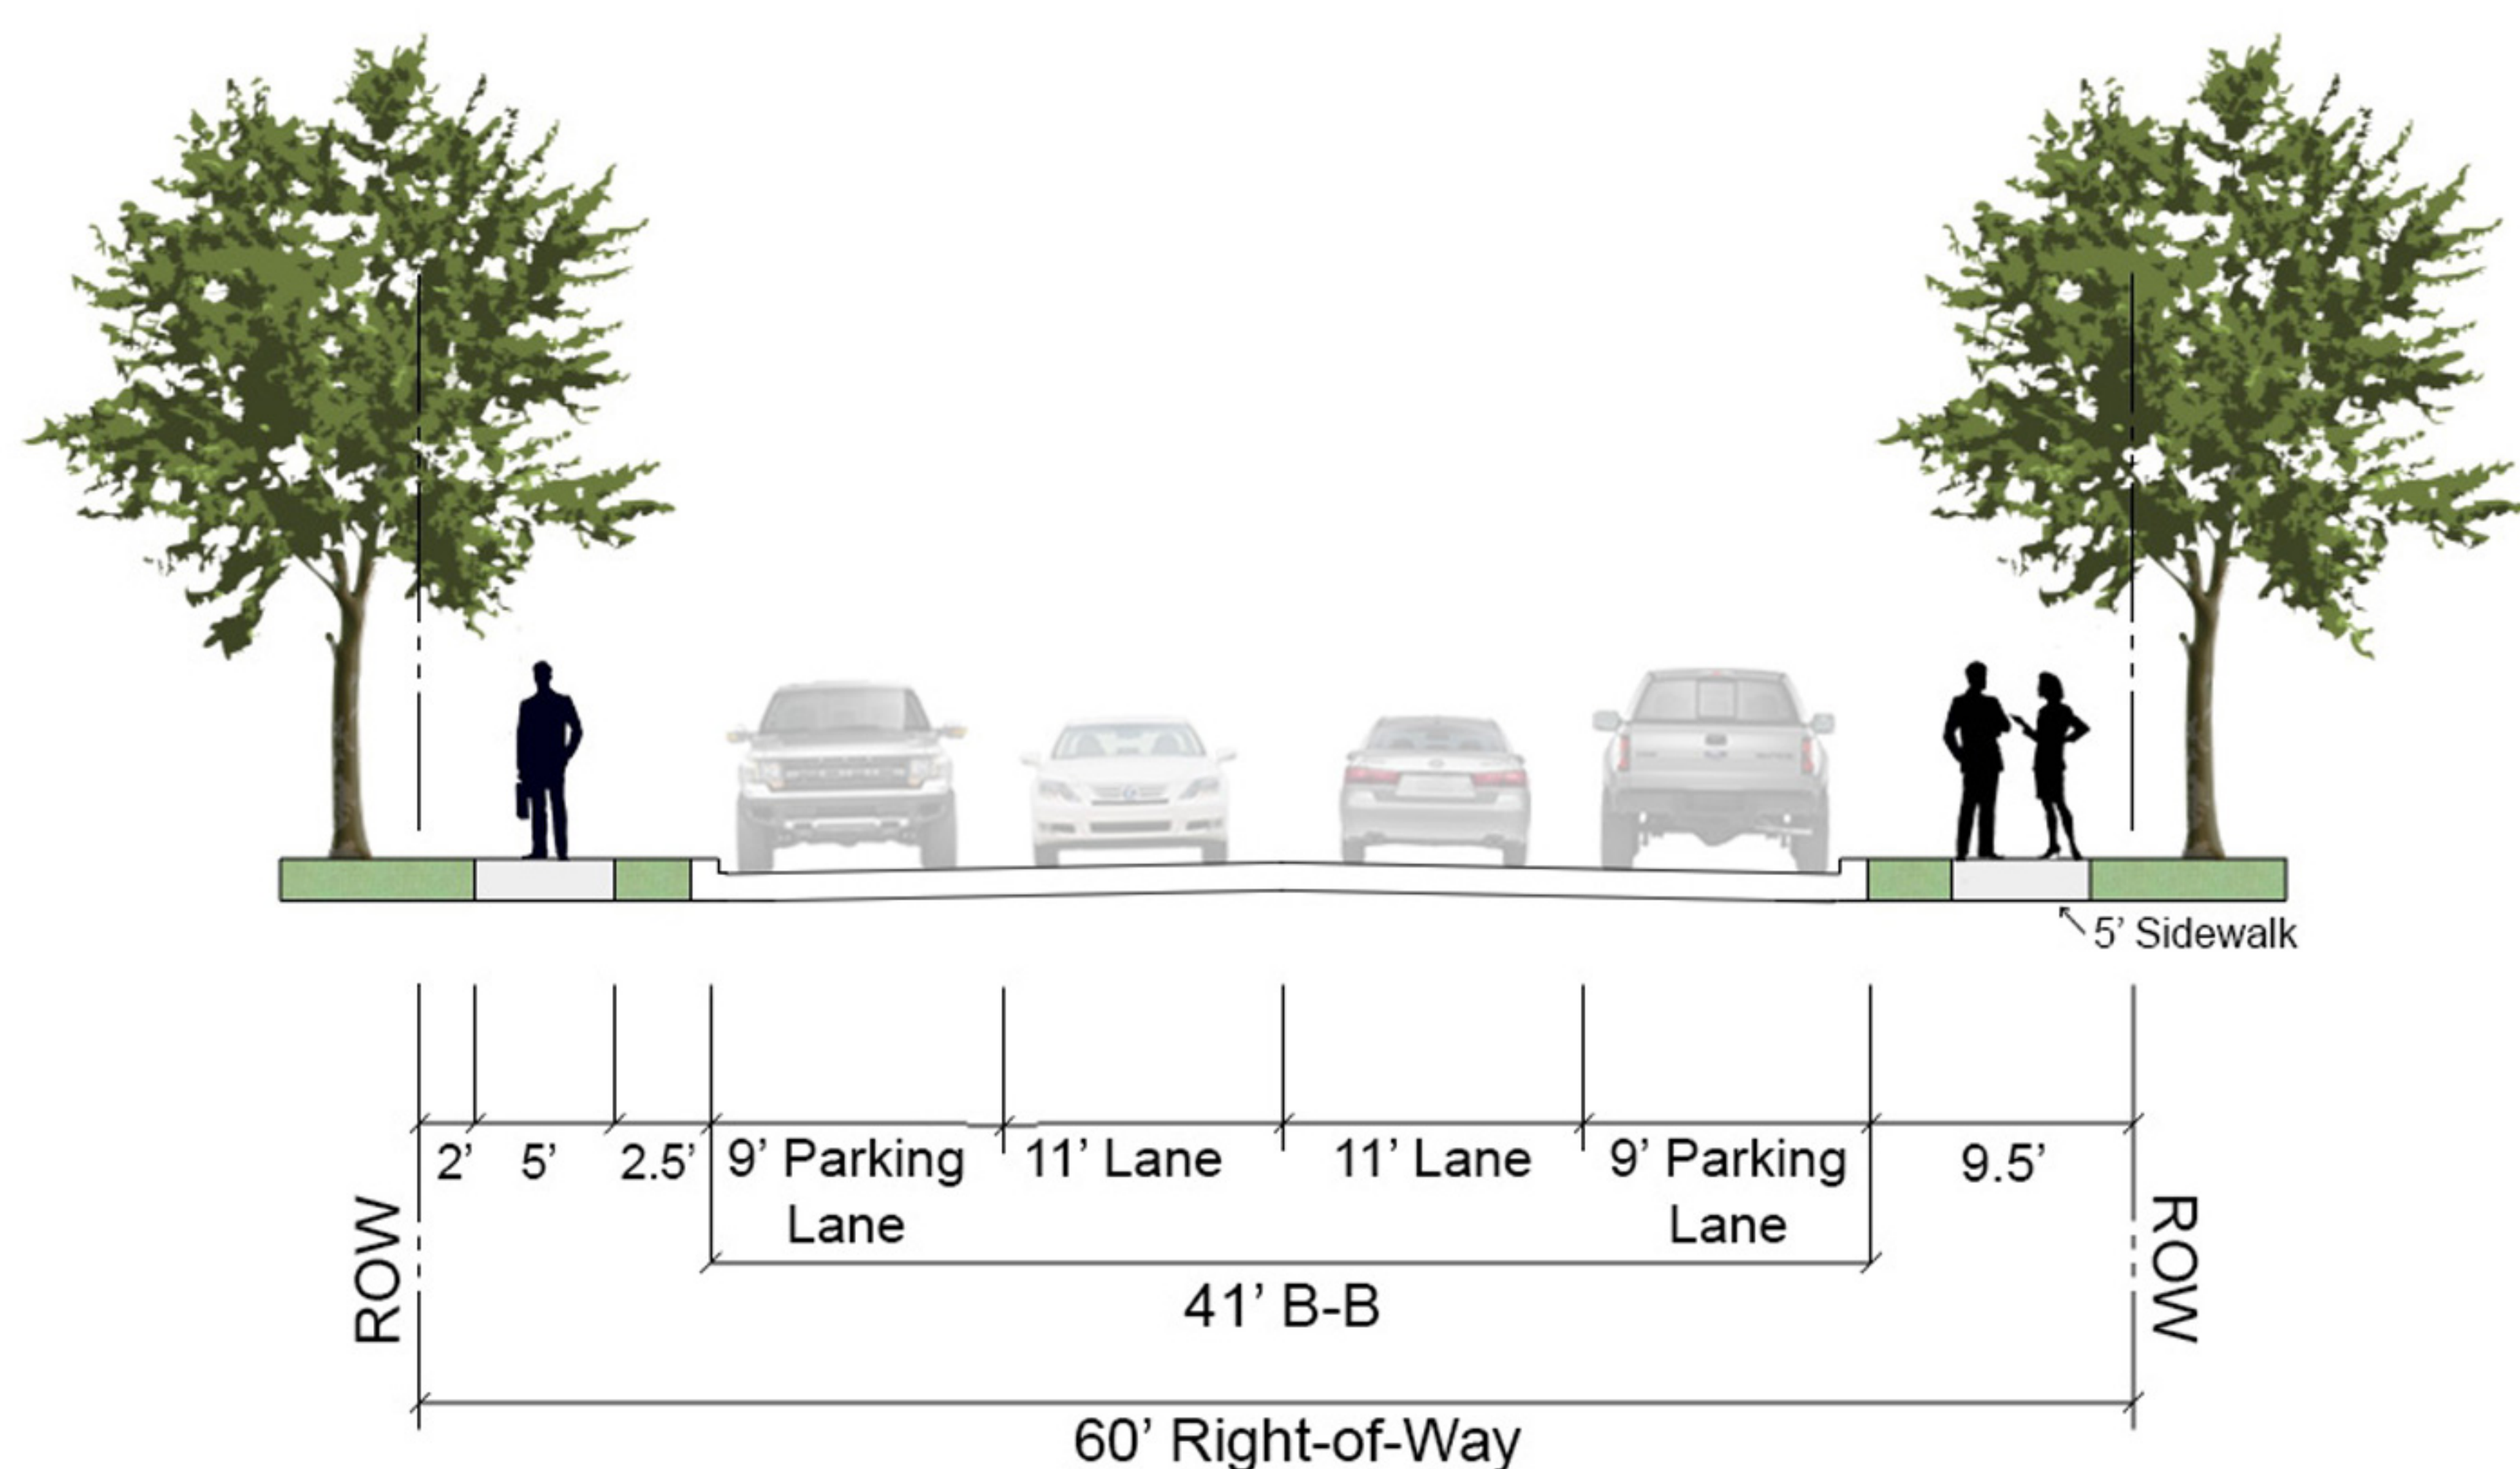 5’ Sidewalk
2’
5’
2.5’
9’ Parking
Lane
11’ Lane
11’ Lane
9’ Parking
Lane
9.5’
ROW
ROW
41’ B-B
60’ Right-of-Way